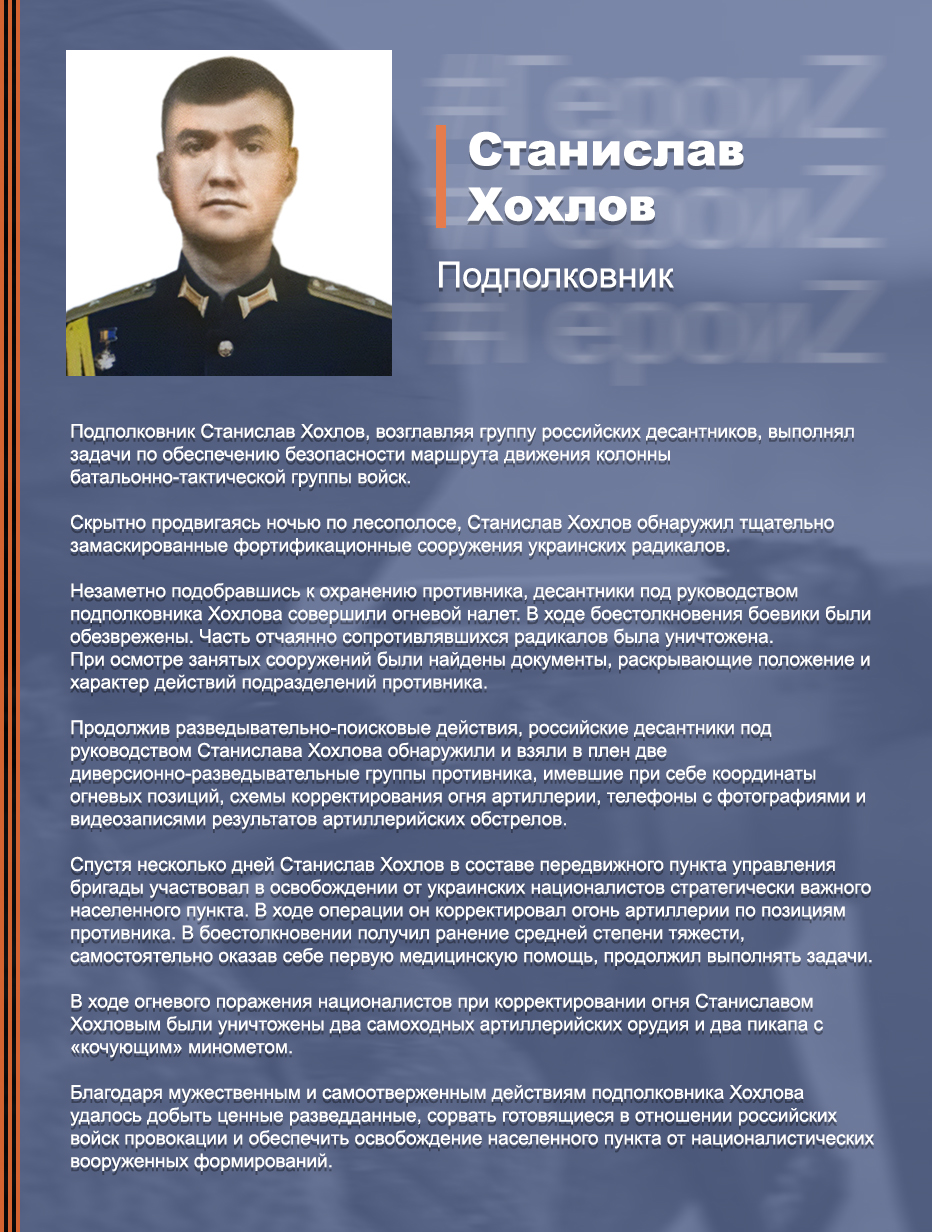 #ГероиZ
Станислав
#ГероиZ
Хохлов
Подполковник
#ГероиZ
Подполковник Станислав Хохлов, возглавляя группу российских десантников, выполнял
задачи по обеспечению безопасности маршрута движения колонны
батальонно-тактической группы войск.
Скрытно продвигаясь ночью по лесополосе, Станислав Хохлов обнаружил тщательно
замаскированные фортификационные сооружения украинских радикалов.
Незаметно подобравшись к охранению противника, десантники под руководством
подполковника Хохлова совершили огневой налет. В ходе боестолкновения боевики были
обезврежены. Часть отчаянно сопротивлявшихся радикалов была уничтожена.
При осмотре занятых сооружений были найдены документы, раскрывающие положение и
характер действий подразделений противника.
Продолжив разведывательно-поисковые действия, российские десантники под
руководством Станислава Хохлова обнаружили и взяли в плен две
диверсионно-разведывательные группы противника, имевшие при себе координаты
огневых позиций, схемы корректирования огня артиллерии, телефоны с фотографиями и
видеозаписями результатов артиллерийских обстрелов.
Спустя несколько дней Станислав Хохлов в составе передвижного пункта управления
бригады участвовал в освобождении от украинских националистов стратегически важного
населенного пункта. В ходе операции он корректировал огонь артиллерии по позициям
противника. В боестолкновении получил ранение средней степени тяжести,
самостоятельно оказав себе первую медицинскую помощь, продолжил выполнять задачи.
В ходе огневого поражения националистов при корректировании огня Станиславом
Хохловым были уничтожены два самоходных артиллерийских орудия и два пикапа с
«кочующим» минометом.
Благодаря мужественным и самоотверженным действиям подполковника Хохлова
удалось добыть ценные разведданные, сорвать готовящиеся в отношении российских
войск провокации и обеспечить освобождение населенного пункта от националистических
вооруженных формирований.